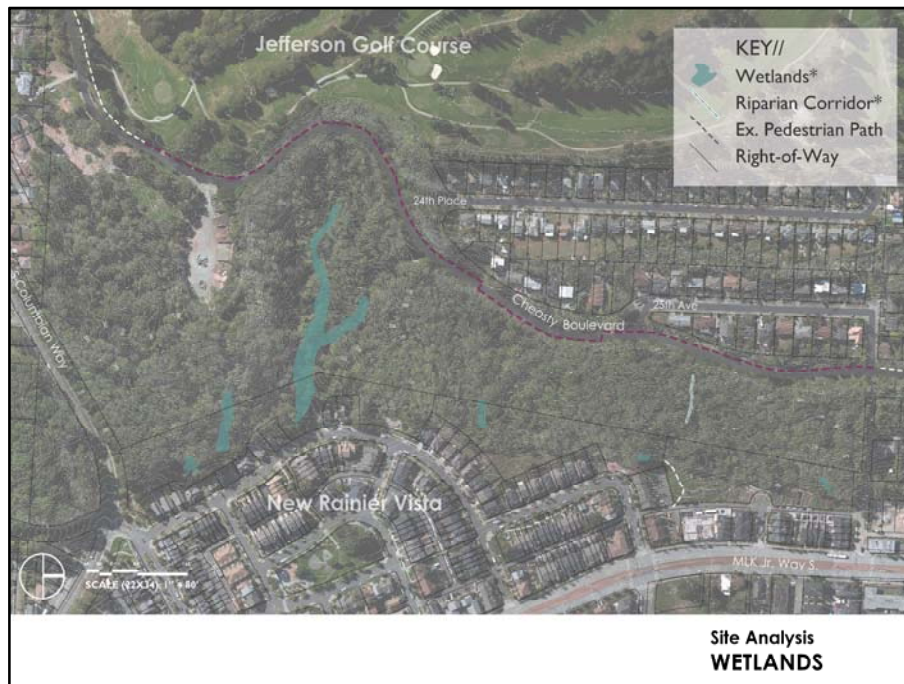 Jefferson Golf Course
KEY//
Wetlands*
Riparian Corridor*
Ex. Pedestrian Path
Right-of-Way
24th Place
25th Ave
Cheasty Boulevard
S Columbian Way
New Rainier Vista
MLK Jr. Way S.
SCALE (22X34): 1" = 80'
Site Analysis
WETLANDS